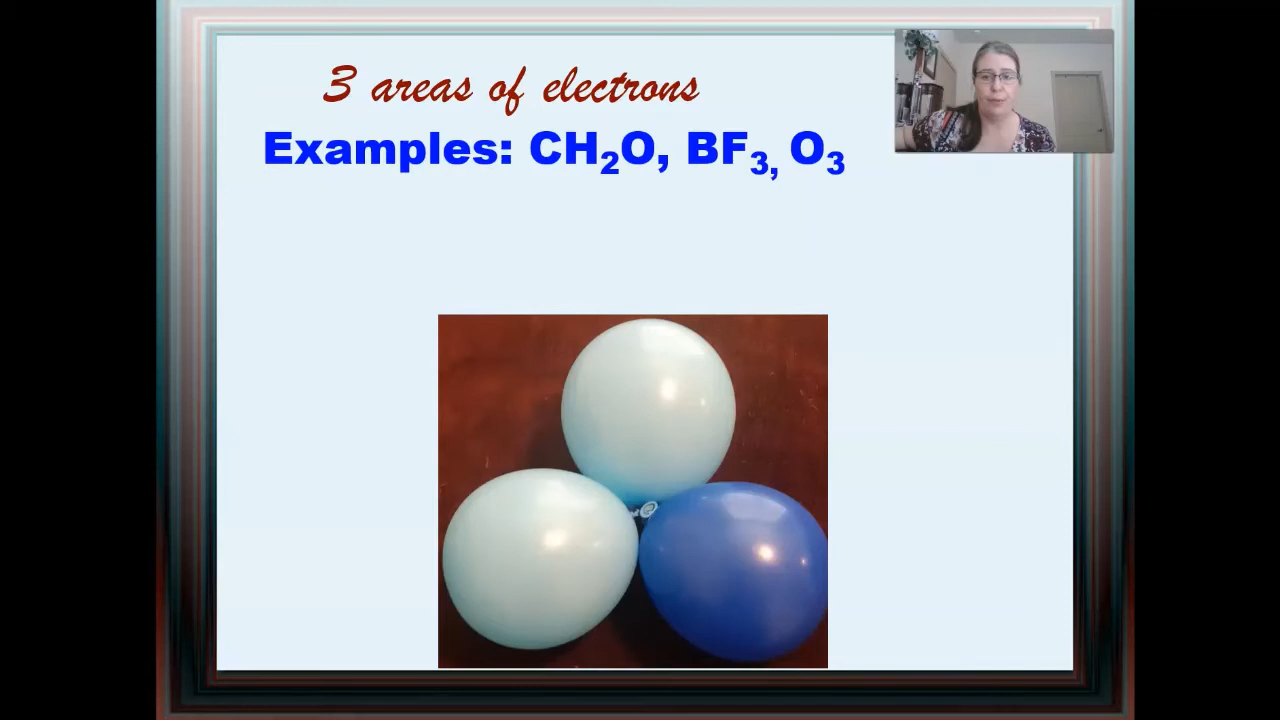 3 areas of electrons
Examples: CH₂O, BF₃, O₃